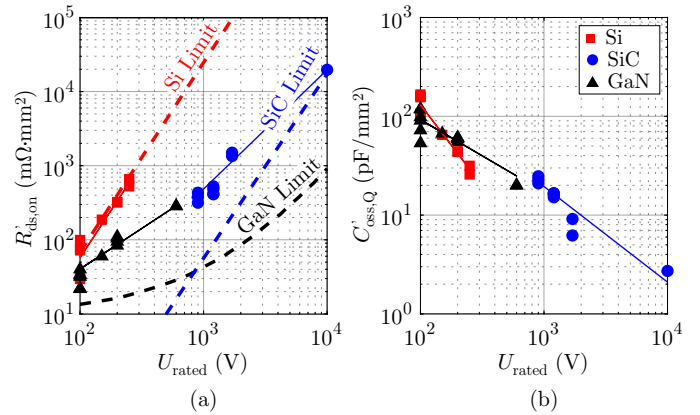 10^5
10^4
10^3
10^2
10^1
R'ds,on (mΩ·mm²)
Si Limit
SiC Limit
GaN Limit
10^2
10^3
10^4
U_rated (V)
(a)
10^3
10^2
10^1
10^0
C'oss,Q (pF/mm²)
Si
SiC
GaN
10^2
10^3
10^4
U_rated (V)
(b)